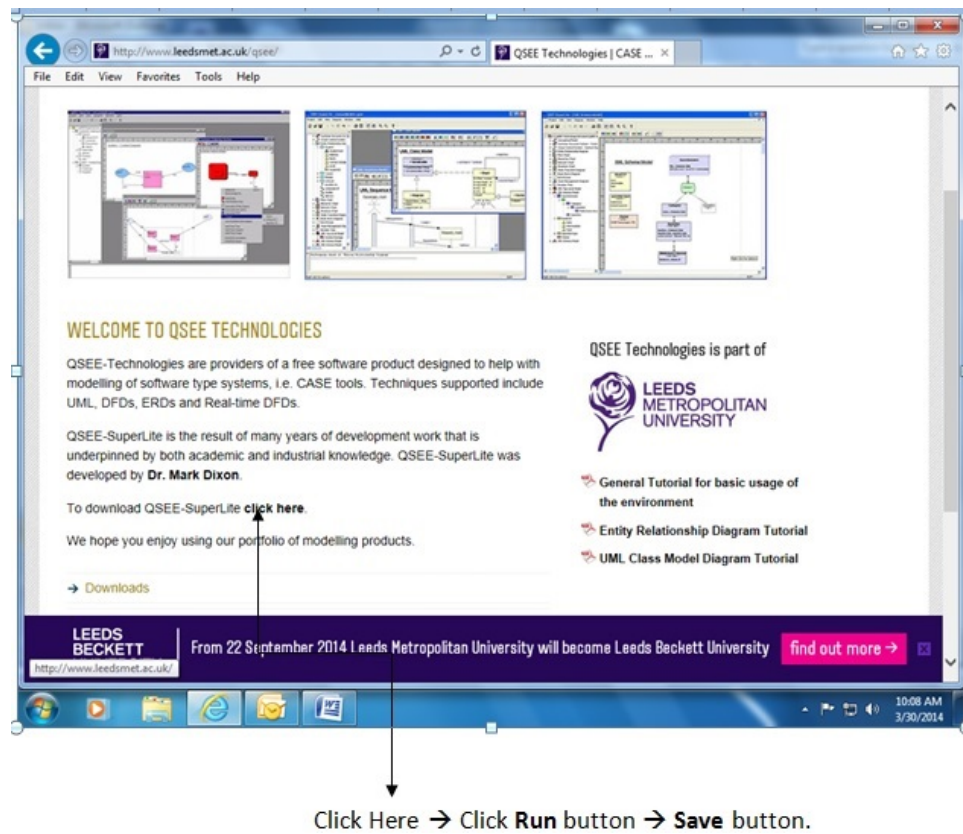 http://www.leedsmet.ac.uk/qsee/
QSEE Technologies | CASE ...
File Edit View Favorites Tools Help
WELCOME TO QSEE TECHNOLOGIES
QSEE-Technologies are providers of a free software product designed to help with
modelling of software type systems, i.e. CASE tools. Techniques supported include
UML, DFDs, ERDs and Real-time DFDs.
QSEE-SuperLite is the result of many years of development work that is
underpinned by both academic and industrial knowledge. QSEE-SuperLite was
developed by Dr. Mark Dixon.
To download QSEE-SuperLite click here.
We hope you enjoy using our portfolio of modelling products.
→ Downloads
QSEE Technologies is part of
LEEDS
METROPOLITAN
UNIVERSITY
General Tutorial for basic usage of
the environment
Entity Relationship Diagram Tutorial
UML Class Model Diagram Tutorial
LEEDS
BECKETT
From 22 September 2014 Leeds Metropolitan University will become Leeds Beckett University
find out more →
http://www.leedsmet.ac.uk/
10:08 AM
3/30/2014
Click Here → Click Run button → Save button.